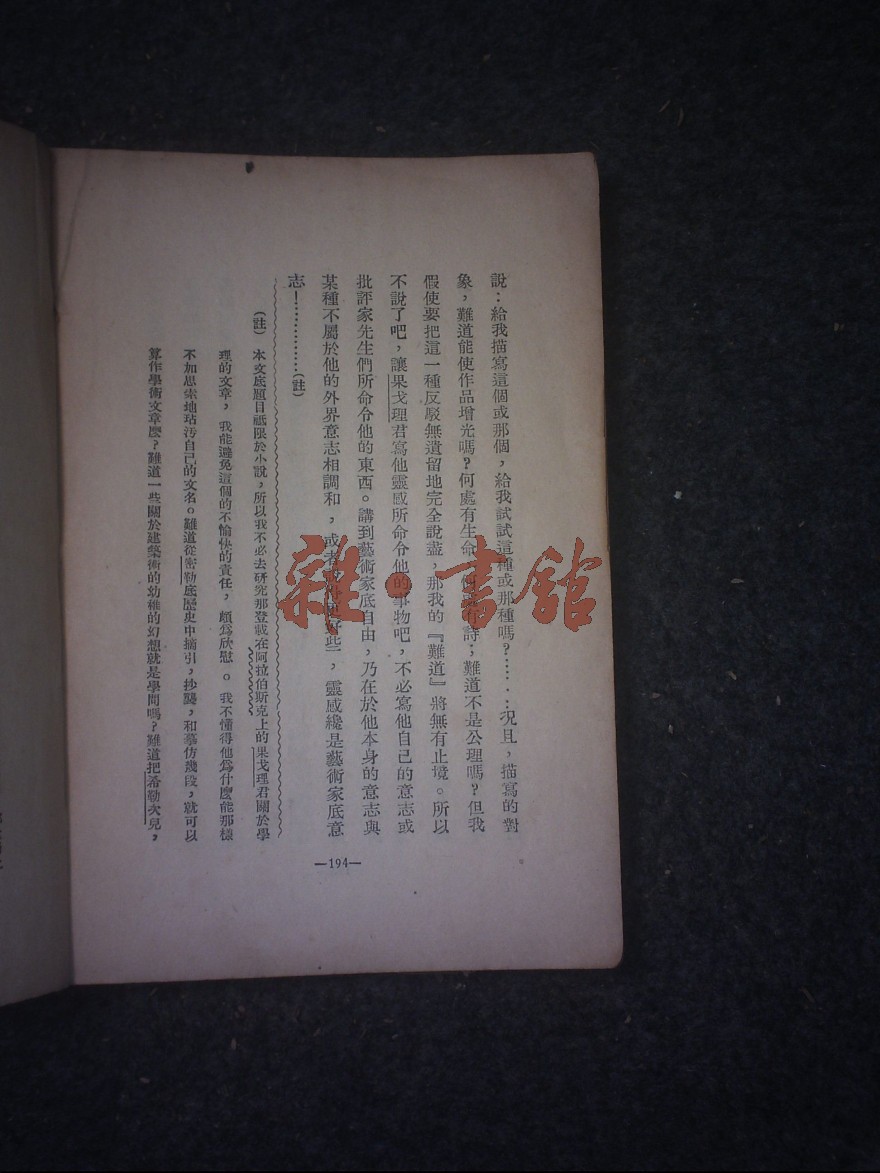 說：給我描寫這個或那個，給我試試這種或那種嗎？……況且，描寫的對
象，難道能使作品增光嗎？何處有生命，何處有詩；難道不是公理嗎？但我
假使要把這一種反駁無遺留地完全說盡，那我的『難道』將無有止境。所以
不說了吧，讓果戈理君寫他靈感所命令他的事物吧，不必寫他自己的意志或
批評家先生們所命令他的東西。講到藝術家底自由，乃在於他本身的意志與
某種不屬於他的外界意志相調和，或者些，靈感纔是藝術家底意
志！……………（註）
（註）本文底題目祗限於小說，所以我不必去研究那登載在阿拉伯斯克上的果戈理君關於學
理的文章，我能避免這個的不愉快的責任，頗爲欣慰。我不懂得他爲什麼能那樣
不加思索地玷汚自己的文名。難道從密勒底歷史中摘引，抄襲，和摹仿幾段，就可以
算作學術文章麼？難道一些關於建築術的幼稚的幻想就是學問嗎？難道把希勒次兒，
—194—
雜·書館